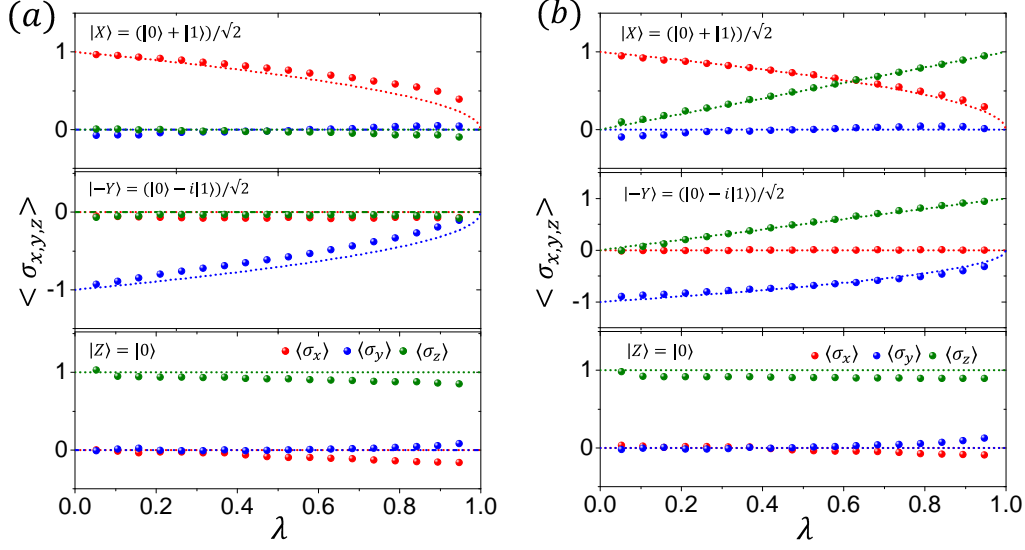 (a)
|X⟩ = (|0⟩ + |1⟩)/√2
1
0
|−Y⟩ = (|0⟩ − i|1⟩)/√2
0
-1
|Z⟩ = |0⟩
⟨σx⟩ ⟨σy⟩ ⟨σz⟩
1
0
0.0 0.2 0.4 0.6 0.8 1.0
λ
< σx,y,z >
(b)
|X⟩ = (|0⟩ + |1⟩)/√2
1
0
|−Y⟩ = (|0⟩ − i|1⟩)/√2
1
0
-1
|Z⟩ = |0⟩
⟨σx⟩ ⟨σy⟩ ⟨σz⟩
1
0
0.0 0.2 0.4 0.6 0.8 1.0
λ
< σx,y,z >